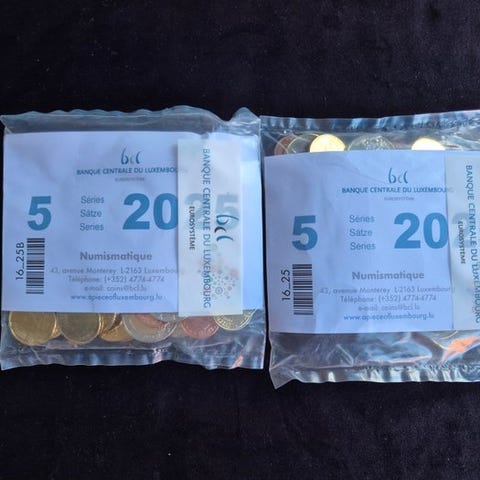 bcl
BANQUE CENTRALE DU LUXEMBOURG
EUROSYSTÈME
5
Séries
Sätze
Series
20
Numismatique
43, avenue Monterey L-2163 Luxembourg
Téléphone: (+352) 4774-4774
e-mail: coins@bcl.lu
www.apieceofluxembourg.lu
16_25B
bcl
BANQUE CENTRALE DU LUXEMBOURG
EUROSYSTÈME
bcl
BANQUE CENTRALE DU LUXEMBOURG
EUROSYSTÈME
5
Séries
Sätze
Series
20
Numismatique
43, avenue Monterey L-2163 Luxembourg
Téléphone: (+352) 4774-4774
e-mail: coins@bcl.lu
www.apieceofluxembourg.lu
16_25
BANQUE CENTRALE DU LUXEMBOURG
EUROSYSTÈME